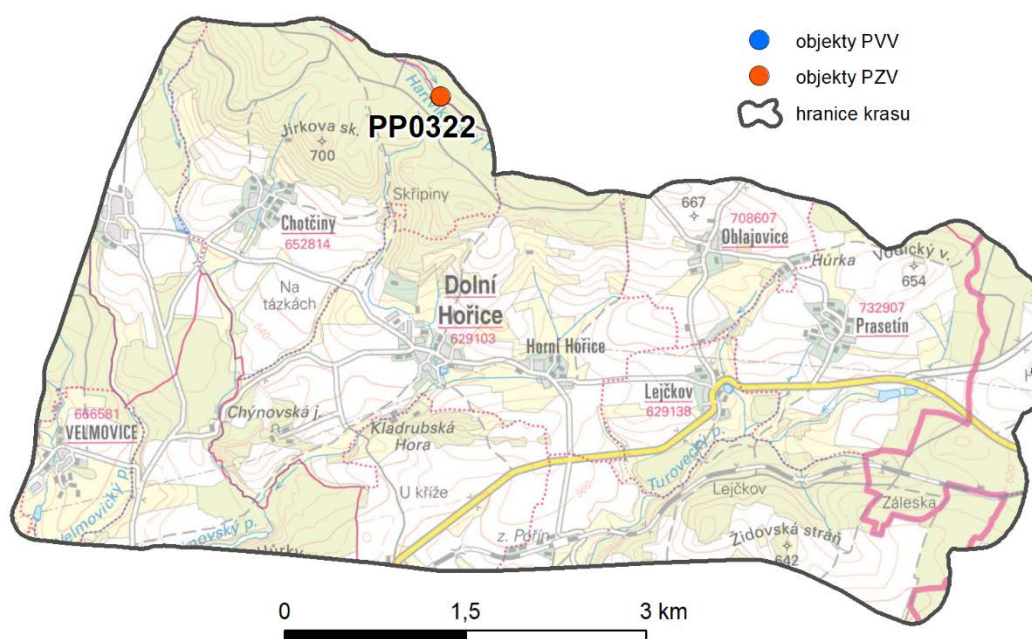 objekty PVV
objekty PZV
hranice krasu
PP0322
Jírkova sk.
700
Skřipiny
667
708607
Oblajovice
Hůrka
Vodický v.
654
Chotčiny
652814
Na
tázkách
Dolní
Hořice
629103
Horní Hořice
732907
Prasetín
Lejčkov
629138
666581
VELMOVICE
Chýnovská j.
Kladrubská
Hora
U kříže
Turovecký p.
Lejčkov
Záleska
z. Pořín
Židovská stráň
642
Hůrky
0
1,5
3 km